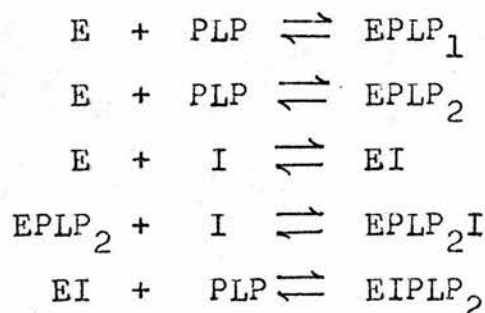 E + PLP ⇌ EPLP₁
E + PLP ⇌ EPLP₂
E + I ⇌ EI
EPLP₂ + I ⇌ EPLP₂I
EI + PLP ⇌ EIPLP₂